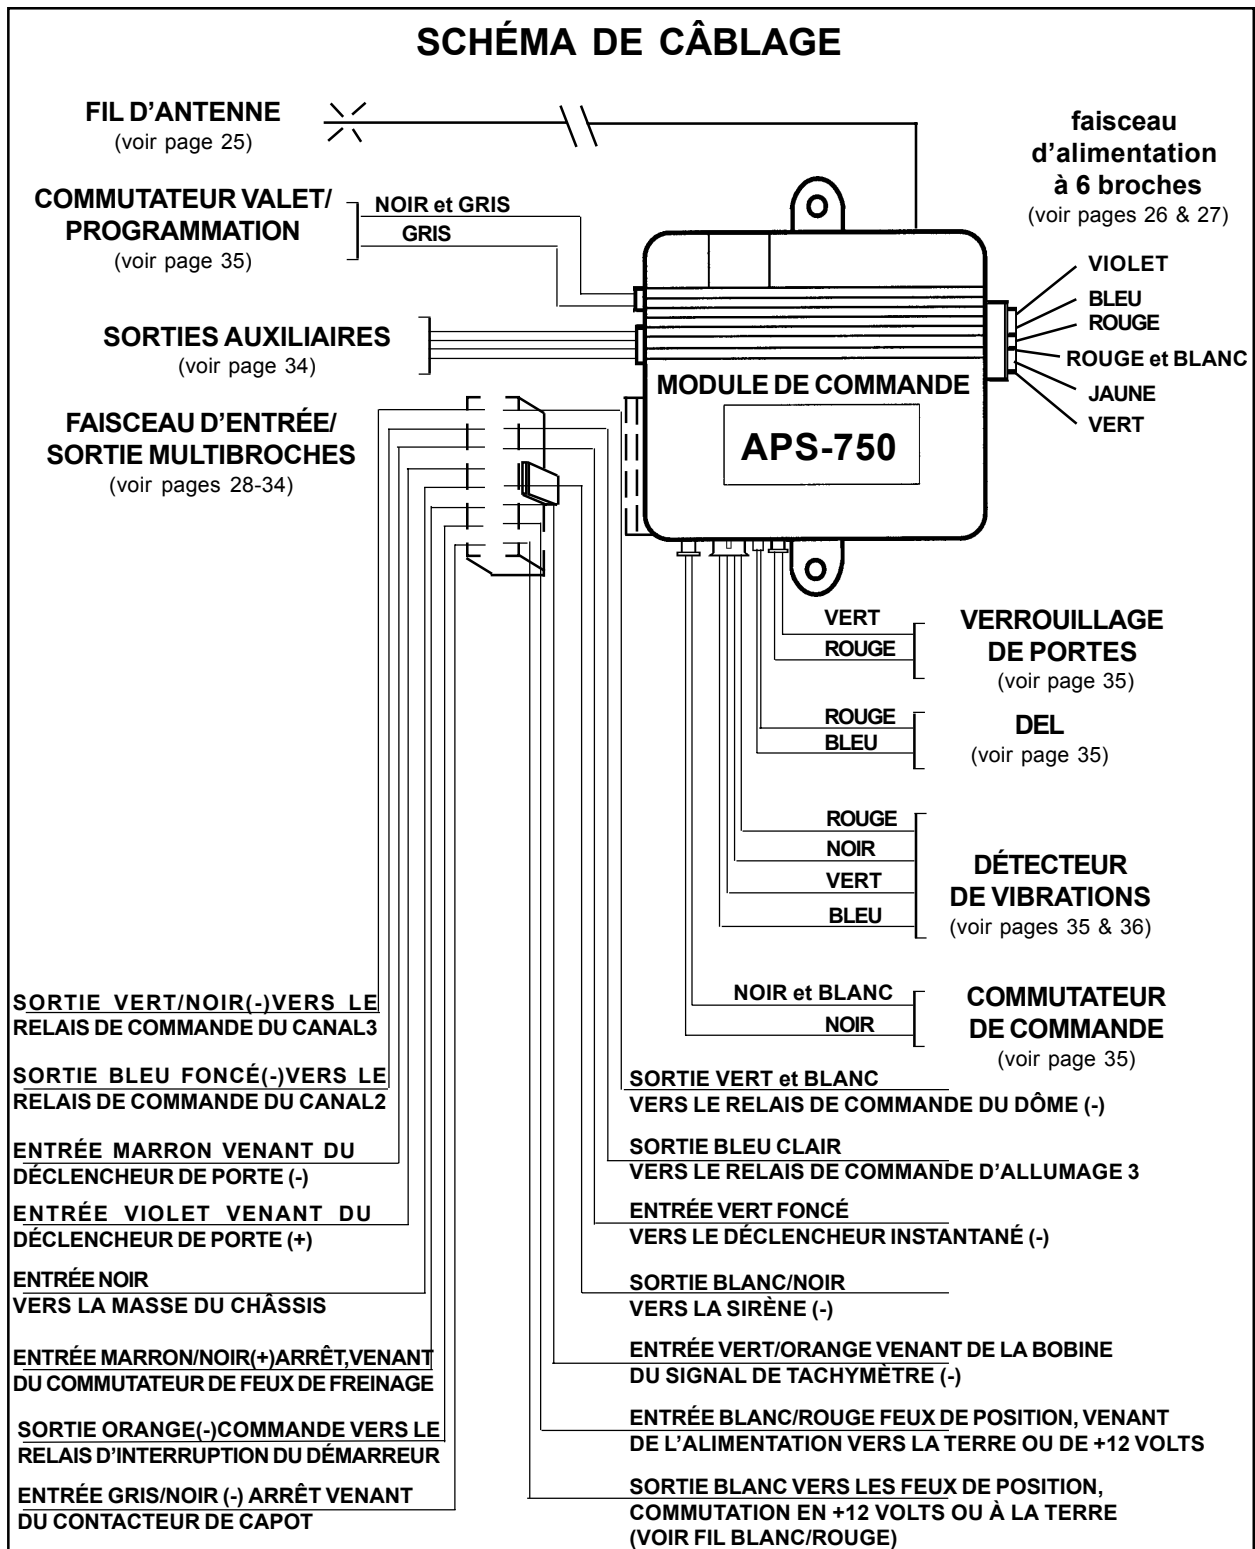 SCHÉMA DE CÂBLAGE
FIL D'ANTENNE
(voir page 25)
COMMUTATEUR VALET/
PROGRAMMATION
(voir page 35)
NOIR et GRIS
GRIS
SORTIES AUXILIAIRES
(voir page 34)
FAISCEAU D'ENTRÉE/
SORTIE MULTIBROCHES
(voir pages 28-34)
faisceau
d'alimentation
à 6 broches
(voir pages 26 & 27)
VIOLET
BLEU
ROUGE
ROUGE et BLANC
JAUNE
VERT
MODULE DE COMMANDE
APS-750
VERT
ROUGE
VERROUILLAGE
DE PORTES
(voir page 35)
ROUGE
BLEU
DEL
(voir page 35)
ROUGE
NOIR
VERT
BLEU
DÉTECTEUR
DE VIBRATIONS
(voir pages 35 & 36)
NOIR et BLANC
NOIR
COMMUTATEUR
DE COMMANDE
(voir page 35)
SORTIE VERT/NOIR(-)VERS LE
RELAIS DE COMMANDE DU CANAL3
SORTIE BLEU FONCÉ(-)VERS LE
RELAIS DE COMMANDE DU CANAL2
ENTRÉE MARRON VENANT DU
DÉCLENCHEUR DE PORTE (-)
ENTRÉE VIOLET VENANT DU
DÉCLENCHEUR DE PORTE (+)
ENTRÉE NOIR
VERS LA MASSE DU CHÂSSIS
ENTRÉE MARRON/NOIR(+)ARRÊT,VENANT
DU COMMUTATEUR DE FEUX DE FREINAGE
SORTIE ORANGE(-)COMMANDE VERS LE
RELAIS D'INTERRUPTION DU DÉMARREUR
ENTRÉE GRIS/NOIR (-) ARRÊT VENANT
DU CONTACTEUR DE CAPOT
SORTIE VERT et BLANC
VERS LE RELAIS DE COMMANDE DU DÔME (-)
SORTIE BLEU CLAIR
VERS LE RELAIS DE COMMANDE D'ALLUMAGE 3
ENTRÉE VERT FONCÉ
VERS LE DÉCLENCHEUR INSTANTANÉ (-)
SORTIE BLANC/NOIR
VERS LA SIRÈNE (-)
ENTRÉE VERT/ORANGE VENANT DE LA BOBINE
DU SIGNAL DE TACHYMÈTRE (-)
ENTRÉE BLANC/ROUGE FEUX DE POSITION, VENANT
DE L'ALIMENTATION VERS LA TERRE OU DE +12 VOLTS
SORTIE BLANC VERS LES FEUX DE POSITION,
COMMUTATION EN +12 VOLTS OU À LA TERRE
(VOIR FIL BLANC/ROUGE)